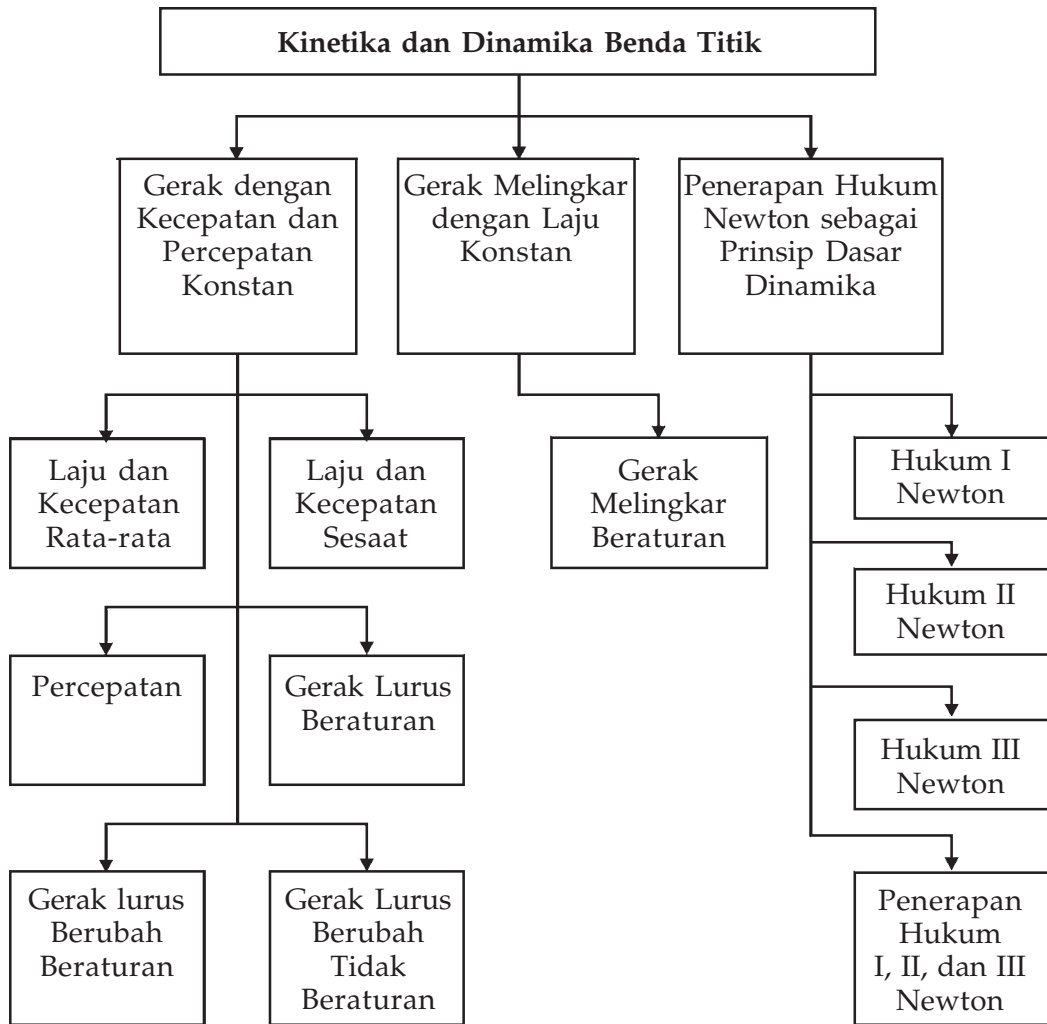 Kinetika dan Dinamika Benda Titik
Gerak dengan
Kecepatan dan
Percepatan
Konstan
Gerak Melingkar
dengan Laju
Konstan
Penerapan Hukum
Newton sebagai
Prinsip Dasar
Dinamika
Laju dan
Kecepatan
Rata-rata
Laju dan
Kecepatan
Sesaat
Gerak
Melingkar
Beraturan
Hukum I
Newton
Hukum II
Newton
Percepatan
Gerak Lurus
Beraturan
Hukum III
Newton
Gerak lurus
Berubah
Beraturan
Gerak Lurus
Berubah
Tidak
Beraturan
Penerapan
Hukum
I, II, dan III
Newton